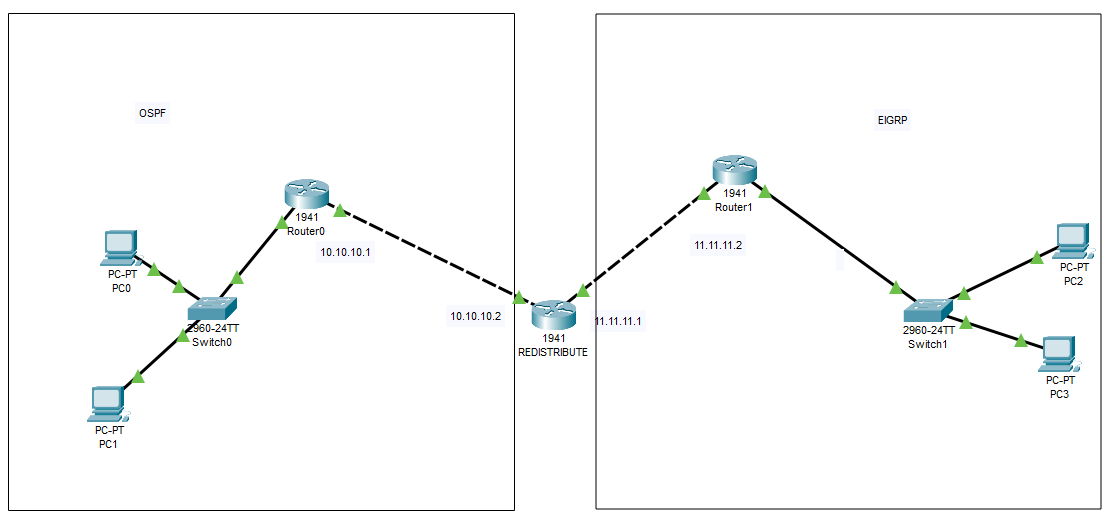 OSPF
EIGRP
1941
Router0
10.10.10.1
1941
Router1
11.11.11.2
PC-PT
PC0
2960-24TT
Switch0
10.10.10.2
1941
REDISTRIBUTE
11.11.11.1
2960-24TT
Switch1
PC-PT
PC2
PC-PT
PC1
PC-PT
PC3